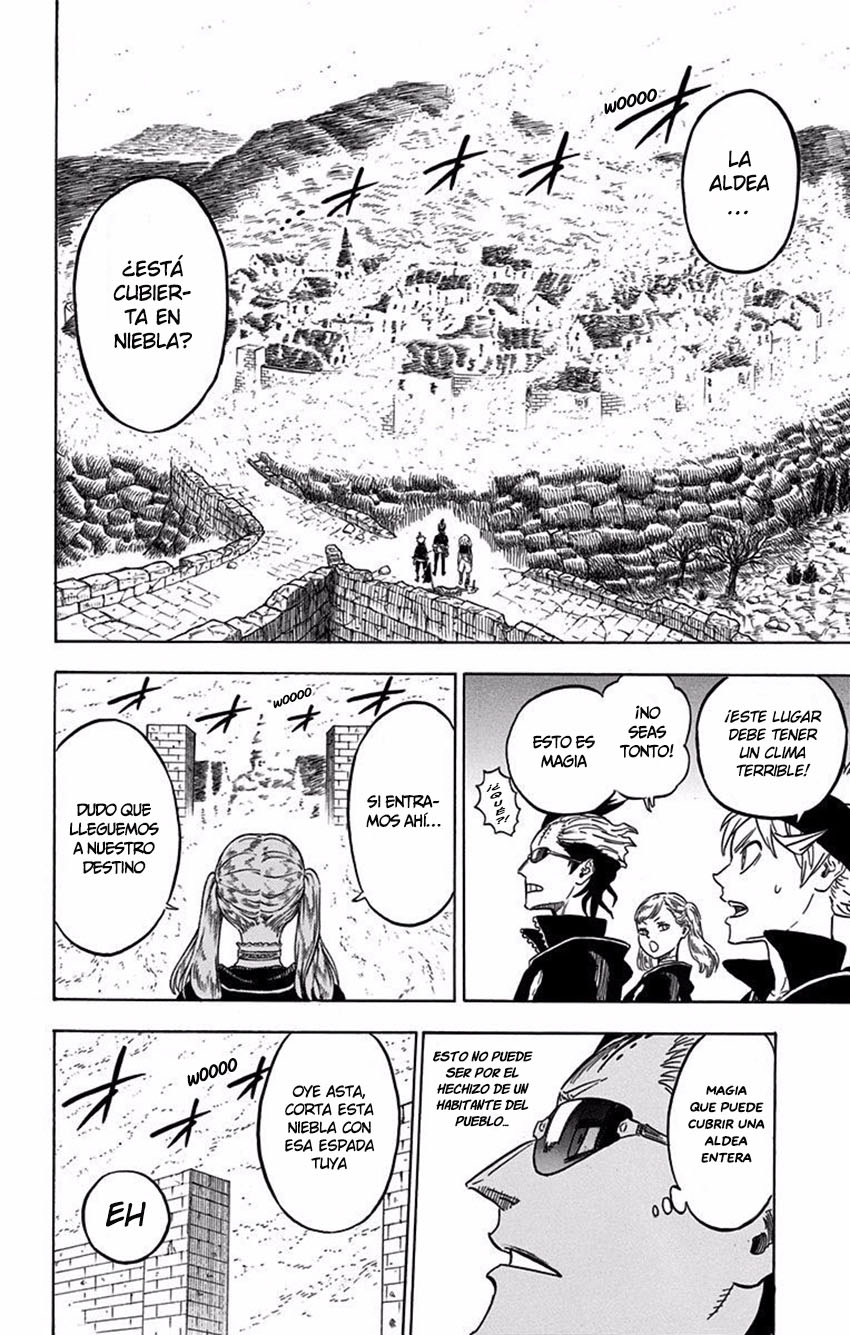 WOOOO
LA
ALDEA
...
¿ESTÁ
CUBIER-
TA EN
NIEBLA?
¡ESTE LUGAR
DEBE TENER
UN CLIMA
TERRIBLE!
¡NO
SEAS
TONTO!
ESTO ES
MAGIA
¡¿QUÉ?!
WOOOO
SI ENTRA-
MOS AHÍ...
DUDO QUE
LLEGUEMOS
A NUESTRO
DESTINO
MAGIA
QUE PUEDE
CUBRIR UNA
ALDEA
ENTERA
ESTO NO PUEDE
SER POR EL
HECHIZO DE UN
HABITANTE DEL
PUEBLO...
OYE ASTA,
CORTA ESTA
NIEBLA CON
ESA ESPADA
TUYA
WOOOO
EH